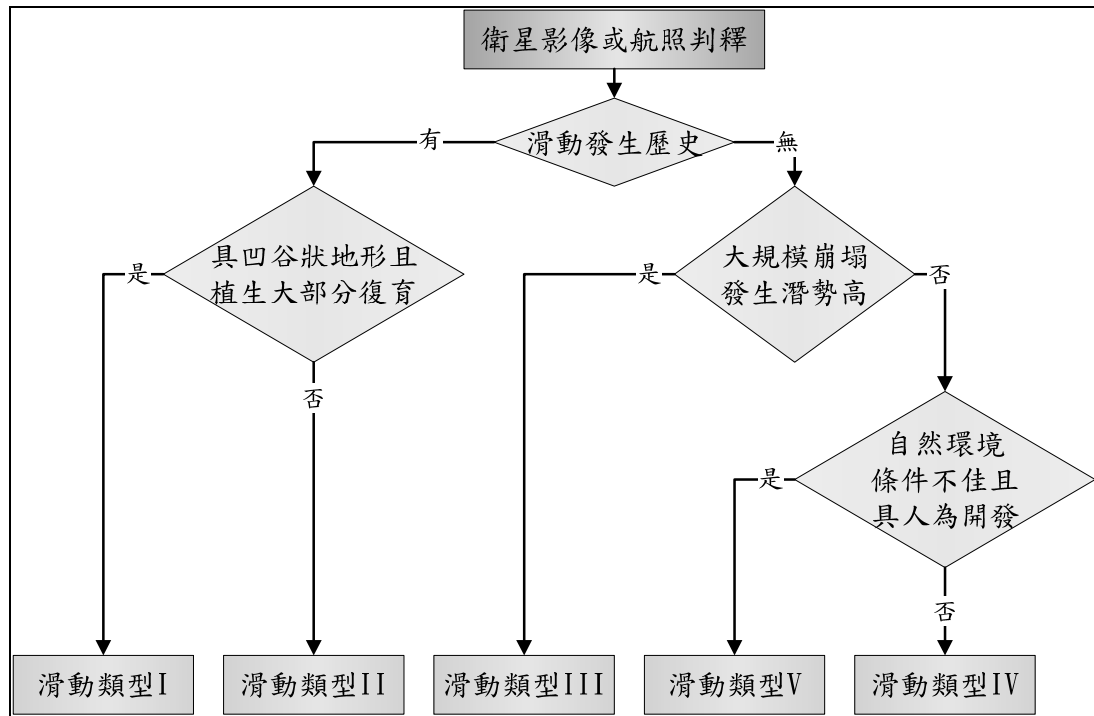 衛星影像或航照判釋
滑動發生歷史
有
無
具凹谷狀地形且
植生大部分復育
大規模崩塌
發生潛勢高
是
是
否
否
自然環境
條件不佳且
具人為開發
是
否
滑動類型I
滑動類型II
滑動類型III
滑動類型V
滑動類型IV